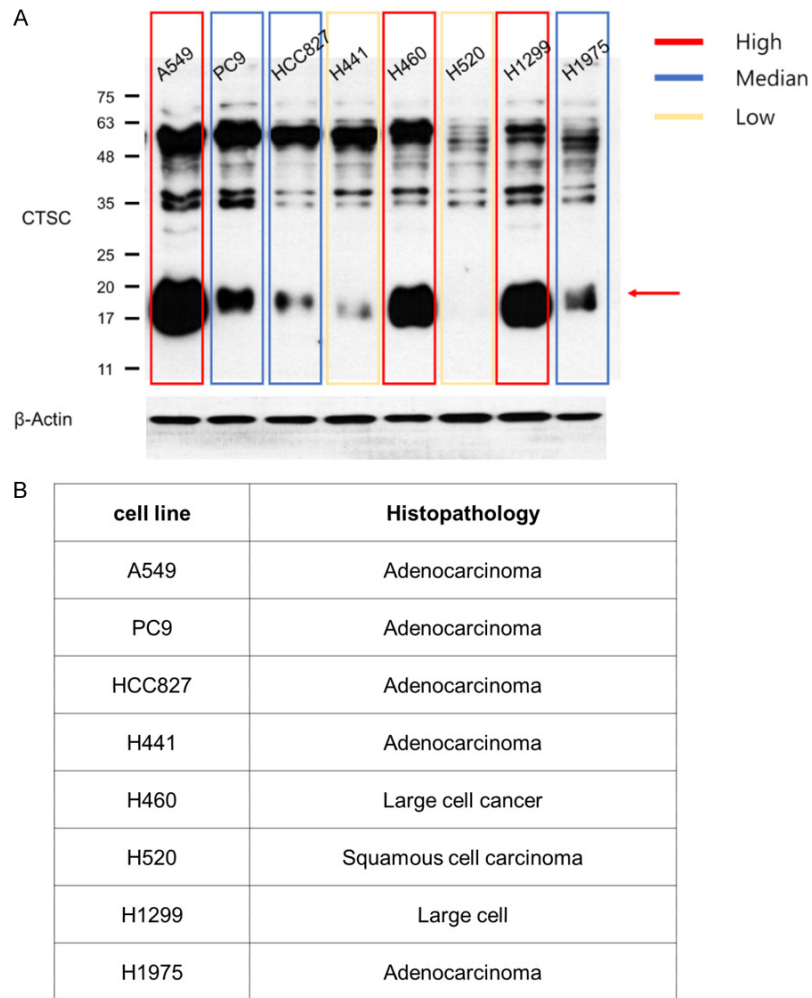 A
A549 PC9 HCC827 H441 H460 H520 H1299 H1975
High
Median
Low
75
63
48
35
CTSC
25
20
17
11
β-Actin
B
cell line Histopathology
A549 Adenocarcinoma
PC9 Adenocarcinoma
HCC827 Adenocarcinoma
H441 Adenocarcinoma
H460 Large cell cancer
H520 Squamous cell carcinoma
H1299 Large cell
H1975 Adenocarcinoma